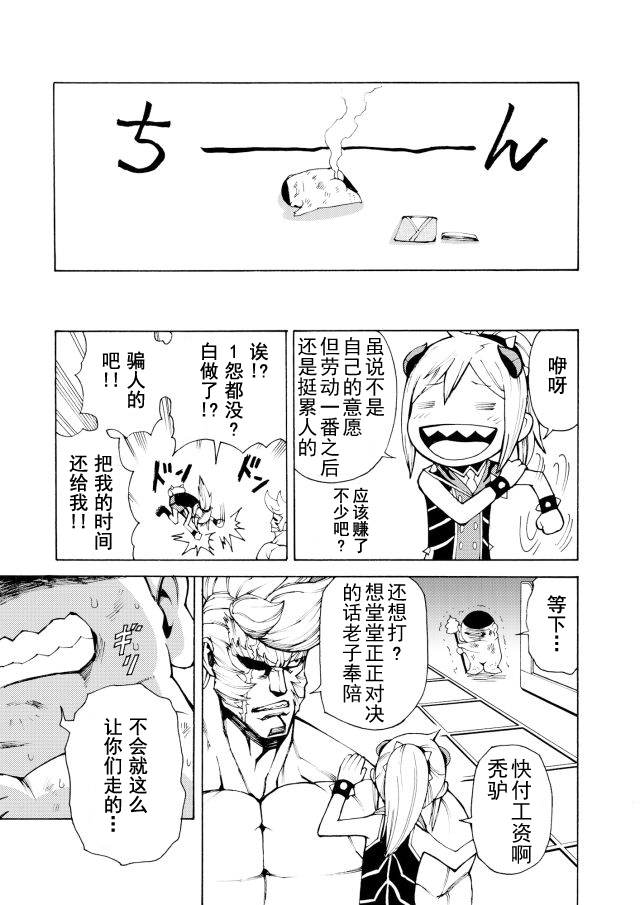 ちーん
咿呀
虽说不是
自己的意愿
但劳动一番之后
还是挺累人的
应该赚了
不少吧？
诶!？
1怨都没？
白做了!？
骗人的
吧!!
把我的时间
还给我!!
ドン
ドン
等下…
还想打？
想堂堂正正对决
的话老子奉陪
快付工资啊
秃驴
ギリ
不会就这么
让你们走的…